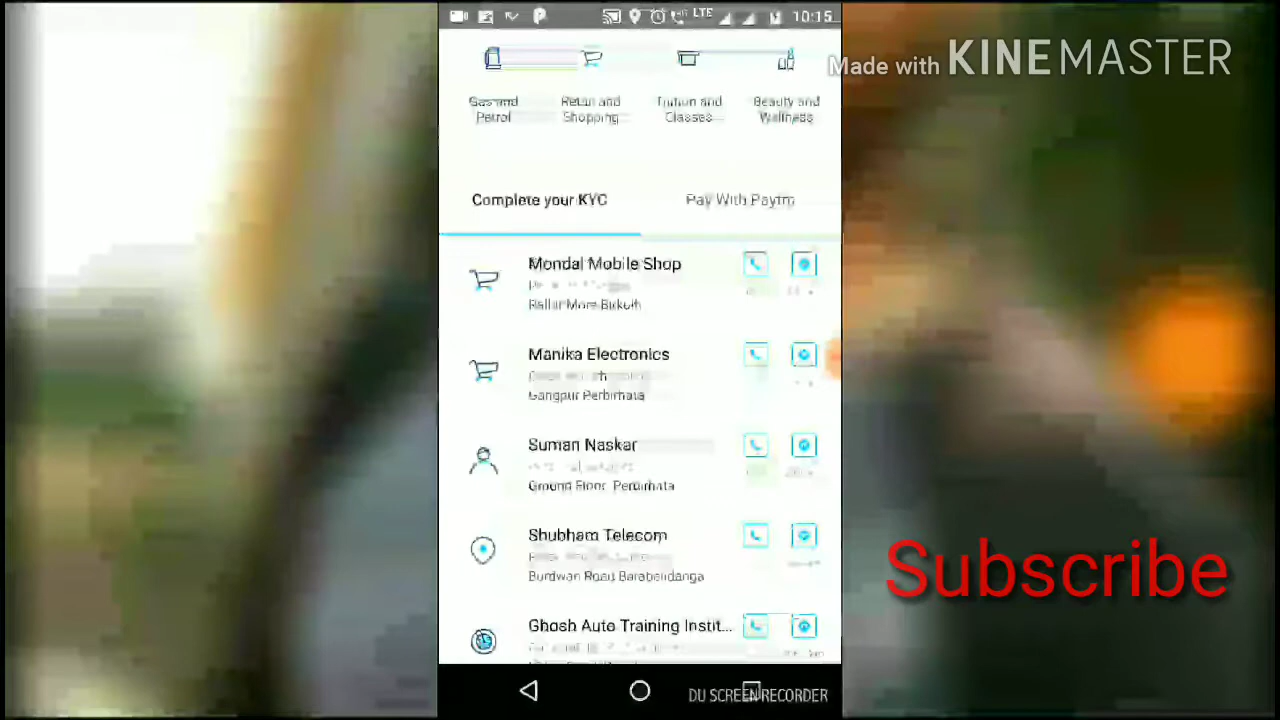 LTE 10:15
Made with KINEMASTER
Gas and Petrol
Retail and Shopping
Tuition and Classes
Beauty and Wellness
Complete your KYC
Pay With Paytm
Mondal Mobile Shop
Manika Electronics
Gangpur Perbirhata
Suman Naskar
Ground Floor, Perbirhata
Shubham Telecom
Burdwan Road Barabandanga
Ghosh Auto Training Instit...
Subscribe
DU SCREEN RECORDER